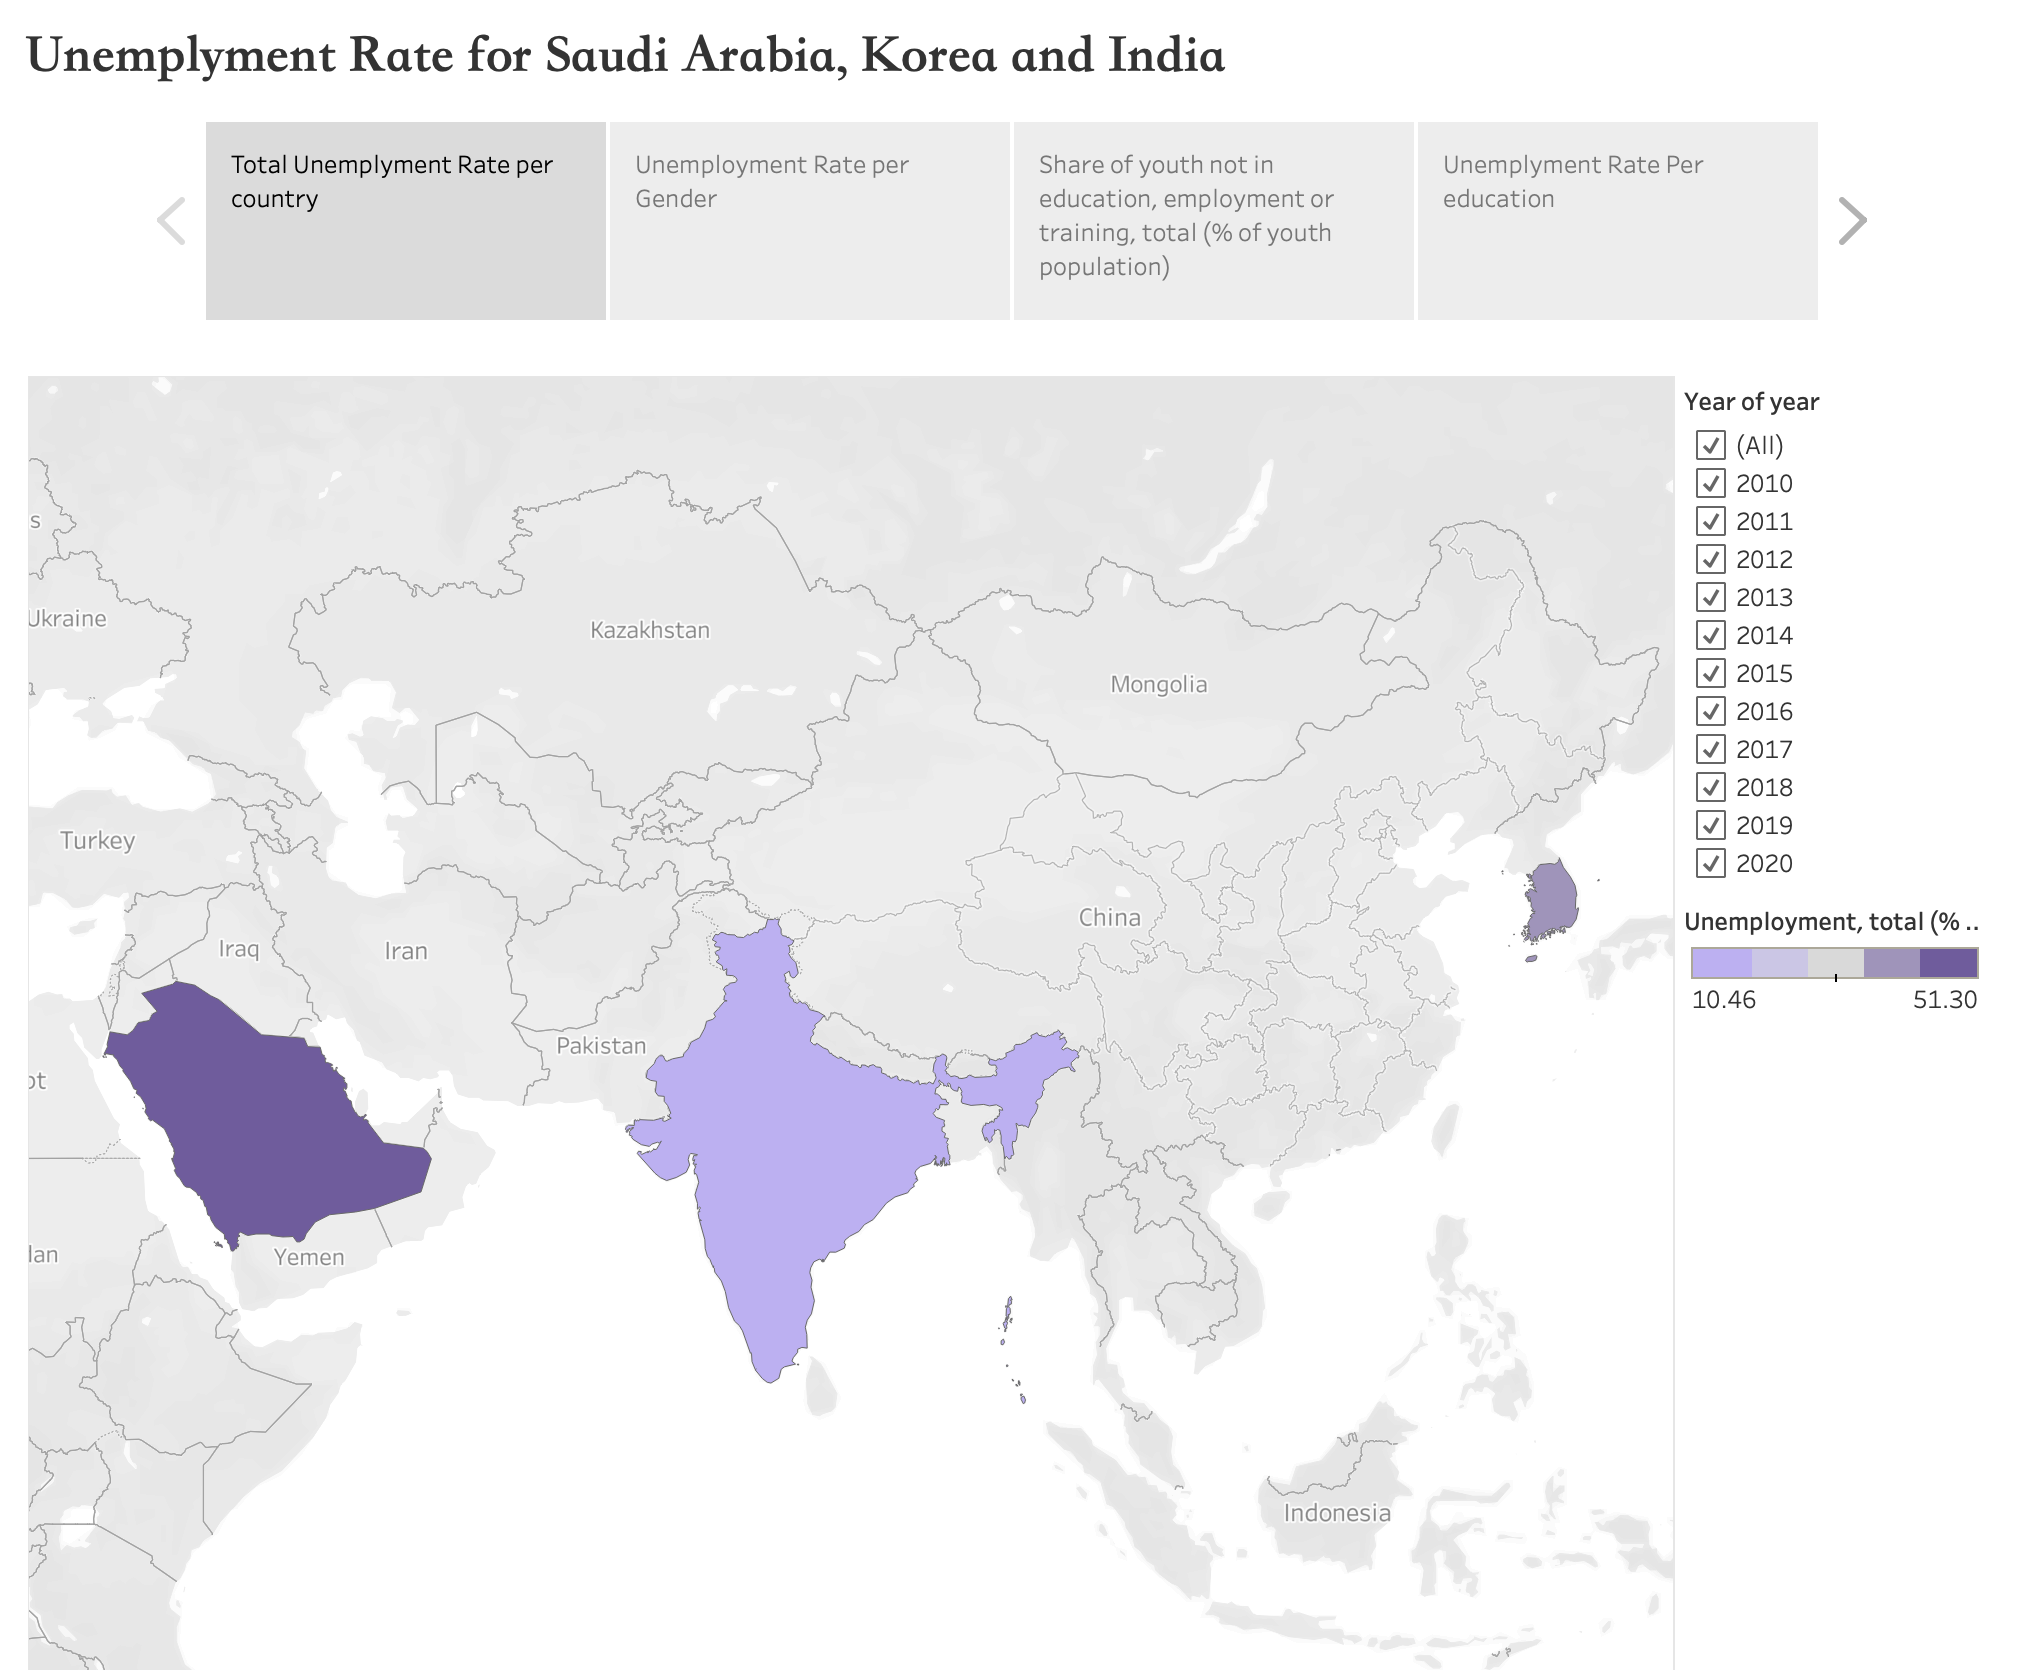 Unemplyment Rate for Saudi Arabia, Korea and India
Total Unemplyment Rate per
country
Unemployment Rate per
Gender
Share of youth not in
education, employment or
training, total (% of youth
population)
Unemplyment Rate Per
education
Year of year
(All)
2010
2011
2012
2013
2014
2015
2016
2017
2018
2019
2020
Unemployment, total (% ..
10.46
51.30
s
Ukraine
Kazakhstan
Mongolia
Turkey
China
Iraq
Iran
Pakistan
ot
lan
Yemen
Indonesia